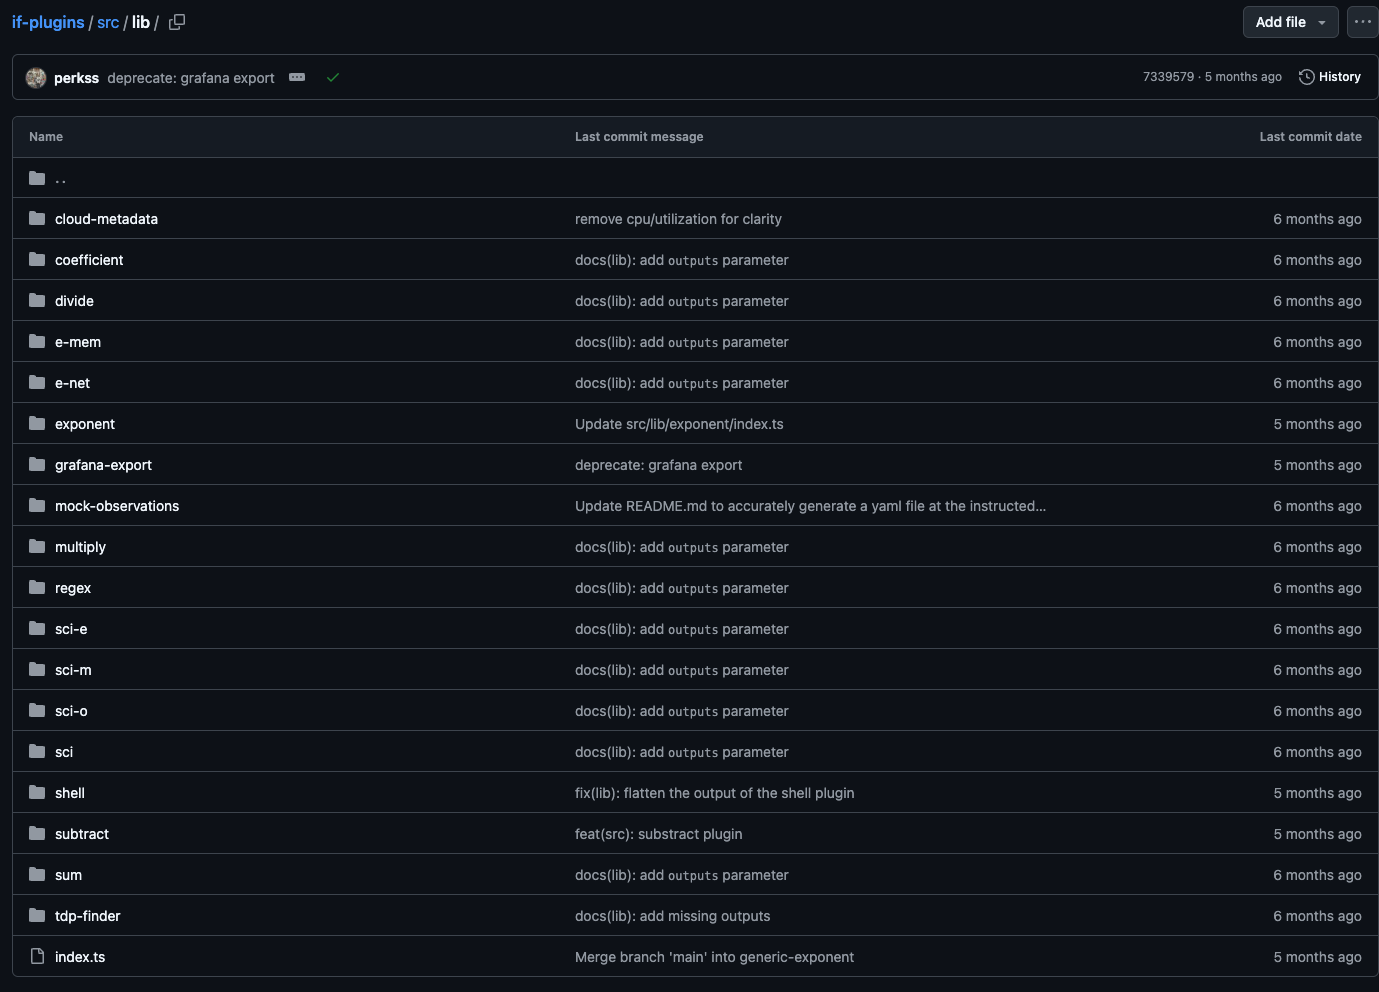 if-plugins / src / lib /
Add file
perkss deprecate: grafana export
7339579 · 5 months ago History
Name Last commit message Last commit date
..
cloud-metadata remove cpu/utilization for clarity 6 months ago
coefficient docs(lib): add outputs parameter 6 months ago
divide docs(lib): add outputs parameter 6 months ago
e-mem docs(lib): add outputs parameter 6 months ago
e-net docs(lib): add outputs parameter 6 months ago
exponent Update src/lib/exponent/index.ts 5 months ago
grafana-export deprecate: grafana export 5 months ago
mock-observations Update README.md to accurately generate a yaml file at the instructed… 6 months ago
multiply docs(lib): add outputs parameter 6 months ago
regex docs(lib): add outputs parameter 6 months ago
sci-e docs(lib): add outputs parameter 6 months ago
sci-m docs(lib): add outputs parameter 6 months ago
sci-o docs(lib): add outputs parameter 6 months ago
sci docs(lib): add outputs parameter 6 months ago
shell fix(lib): flatten the output of the shell plugin 5 months ago
subtract feat(src): substract plugin 5 months ago
sum docs(lib): add outputs parameter 6 months ago
tdp-finder docs(lib): add missing outputs 6 months ago
index.ts Merge branch 'main' into generic-exponent 5 months ago